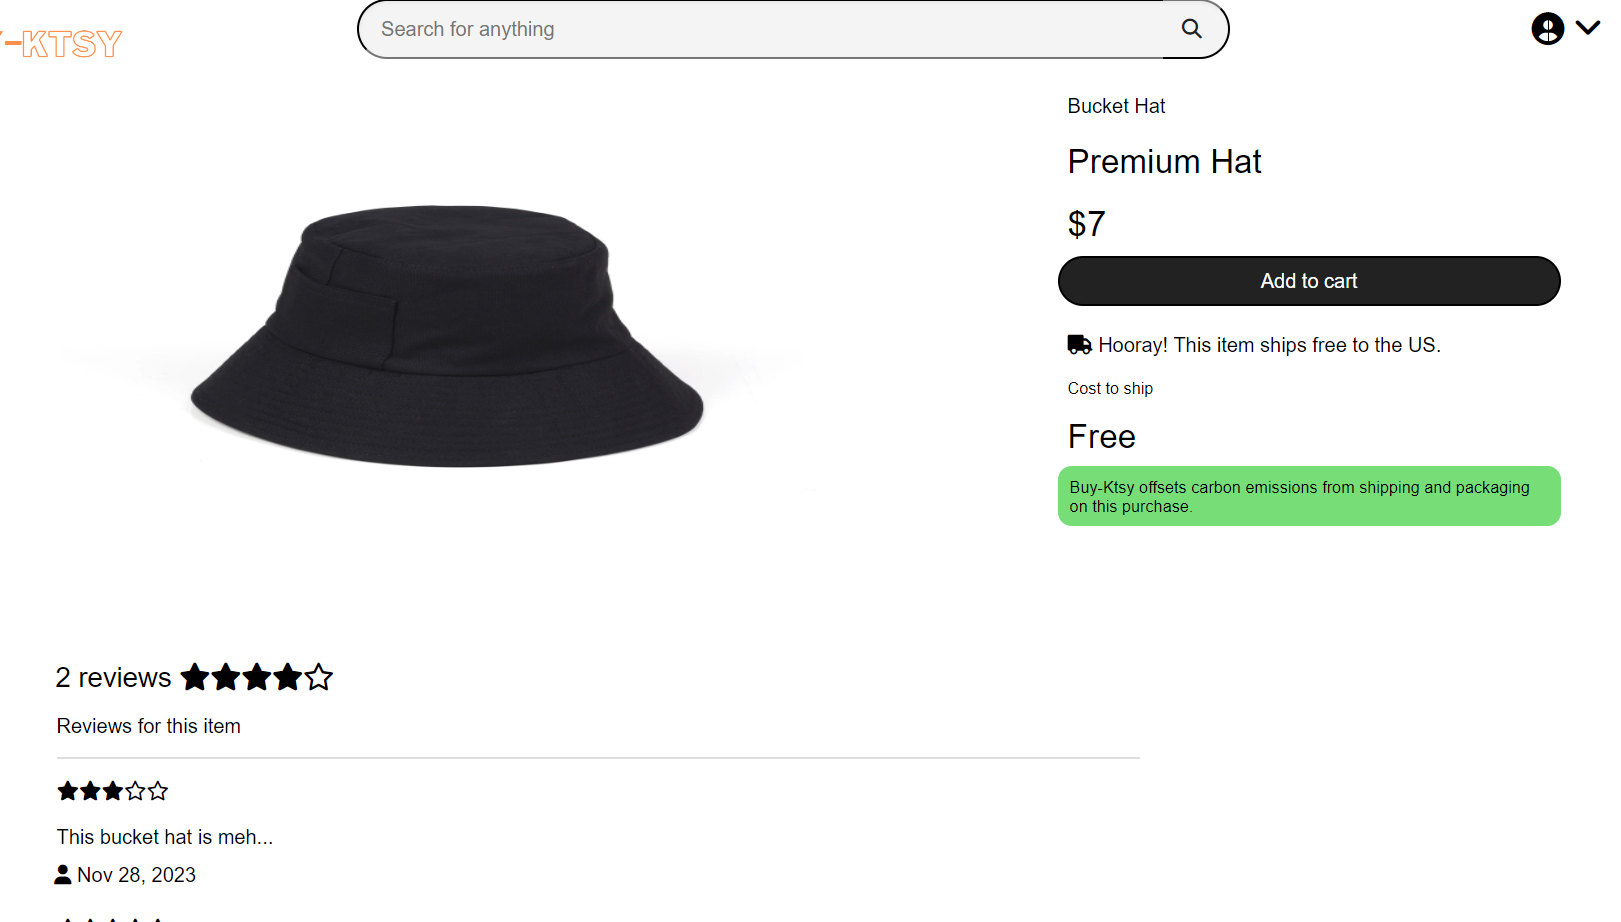 -KTSY
Search for anything
Bucket Hat
Premium Hat
$7
Add to cart
Hooray! This item ships free to the US.
Cost to ship
Free
Buy-Ktsy offsets carbon emissions from shipping and packaging
on this purchase.
2 reviews
Reviews for this item
This bucket hat is meh...
Nov 28, 2023